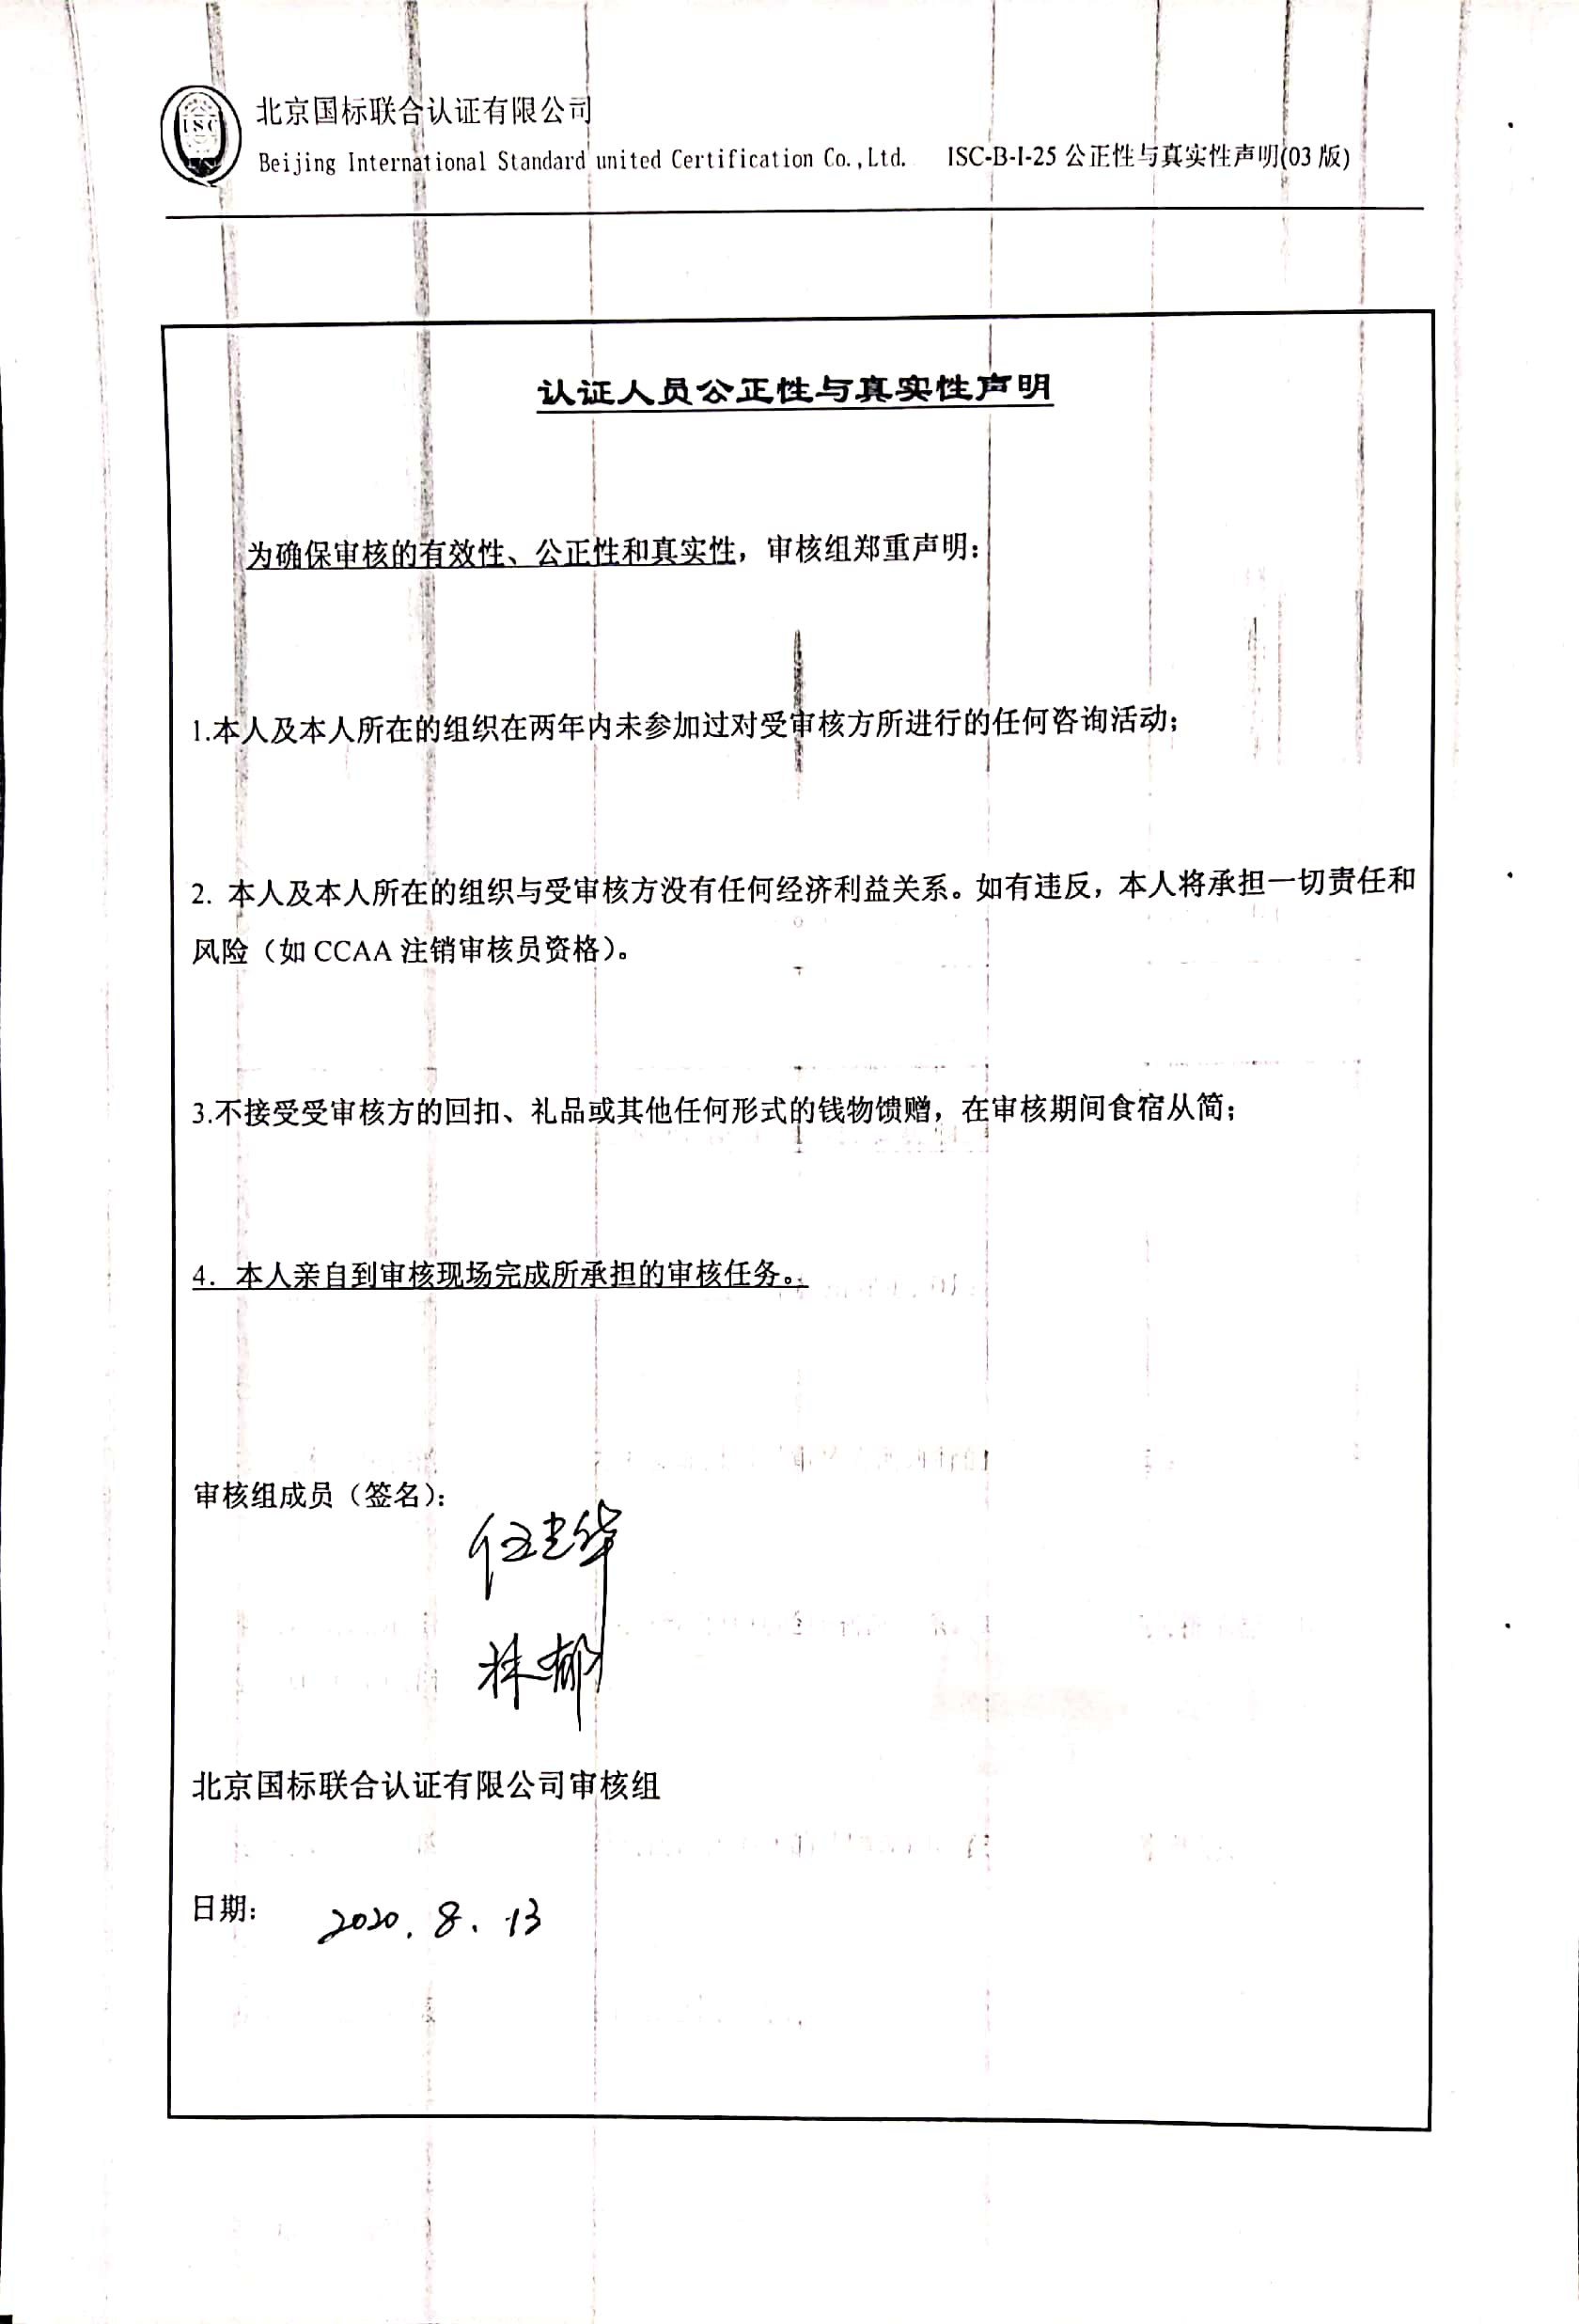 ISC
北京国标联合认证有限公司
Beijing International Standard united Certification Co.,Ltd. ISC-B-I-25 公正性与真实性声明(03 版)
认证人员公正性与真实性声明
为确保审核的有效性、公正性和真实性，审核组郑重声明：
1.本人及本人所在的组织在两年内未参加过对受审核方所进行的任何咨询活动；
2. 本人及本人所在的组织与受审核方没有任何经济利益关系。如有违反，本人将承担一切责任和
风险（如 CCAA 注销审核员资格）。
3.不接受受审核方的回扣、礼品或其他任何形式的钱物馈赠，在审核期间食宿从简；
4. 本人亲自到审核现场完成所承担的审核任务。
审核组成员（签名）：
伍建华
林郁
北京国标联合认证有限公司审核组
日期： 2020. 8. 13